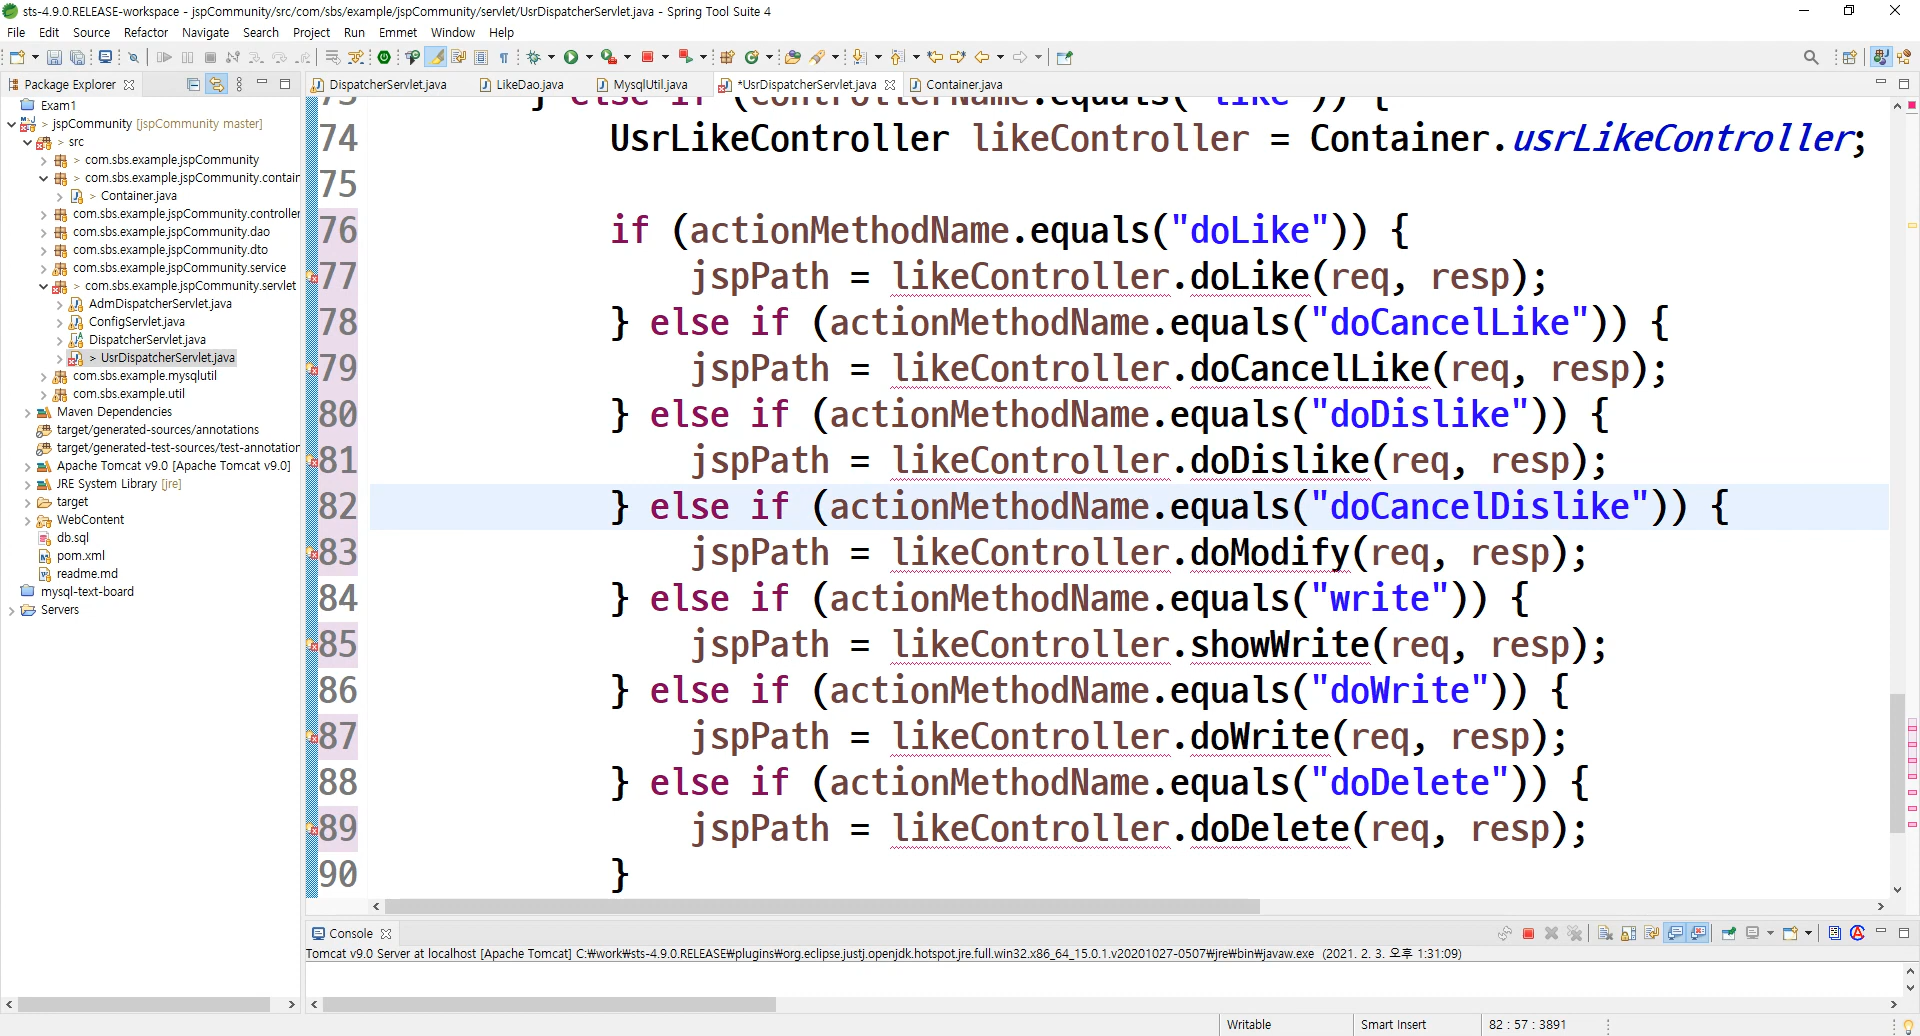 sts-4.9.0.RELEASE-workspace - jspCommunity/src/com/sbs/example/jspCommunity/servlet/UsrDispatcherServlet.java - Spring Tool Suite 4
File Edit Source Refactor Navigate Search Project Run Emmet Window Help
Package Explorer
DispatcherServlet.java LikeDao.java MysqlUtil.java *UsrDispatcherServlet.java Container.java
Exam1
> jspCommunity [jspCommunity master]
> src
> com.sbs.example.jspCommunity
> com.sbs.example.jspCommunity.contain
> Container.java
com.sbs.example.jspCommunity.controller
com.sbs.example.jspCommunity.dao
com.sbs.example.jspCommunity.dto
com.sbs.example.jspCommunity.service
> com.sbs.example.jspCommunity.servlet
AdmDispatcherServlet.java
ConfigServlet.java
DispatcherServlet.java
> UsrDispatcherServlet.java
com.sbs.example.mysqlutil
com.sbs.example.util
Maven Dependencies
target/generated-sources/annotations
target/generated-test-sources/test-annotation
Apache Tomcat v9.0 [Apache Tomcat v9.0]
JRE System Library [jre]
target
WebContent
db.sql
pom.xml
readme.md
mysql-text-board
Servers
73 } else if (controllerName.equals("like")) {
74 UsrLikeController likeController = Container.usrLikeController;
75
76 if (actionMethodName.equals("doLike")) {
77 jspPath = likeController.doLike(req, resp);
78 } else if (actionMethodName.equals("doCancelLike")) {
79 jspPath = likeController.doCancelLike(req, resp);
80 } else if (actionMethodName.equals("doDislike")) {
81 jspPath = likeController.doDislike(req, resp);
82 } else if (actionMethodName.equals("doCancelDislike")) {
83 jspPath = likeController.doModify(req, resp);
84 } else if (actionMethodName.equals("write")) {
85 jspPath = likeController.showWrite(req, resp);
86 } else if (actionMethodName.equals("doWrite")) {
87 jspPath = likeController.doWrite(req, resp);
88 } else if (actionMethodName.equals("doDelete")) {
89 jspPath = likeController.doDelete(req, resp);
90 }
Console
Tomcat v9.0 Server at localhost [Apache Tomcat] C:₩work₩sts-4.9.0.RELEASE₩plugins₩org.eclipse.justj.openjdk.hotspot.jre.full.win32.x86_64_15.0.1.v20201027-0507₩jre₩bin₩javaw.exe (2021. 2. 3. 오후 1:31:09)
Writable Smart Insert 82 : 57 : 3891